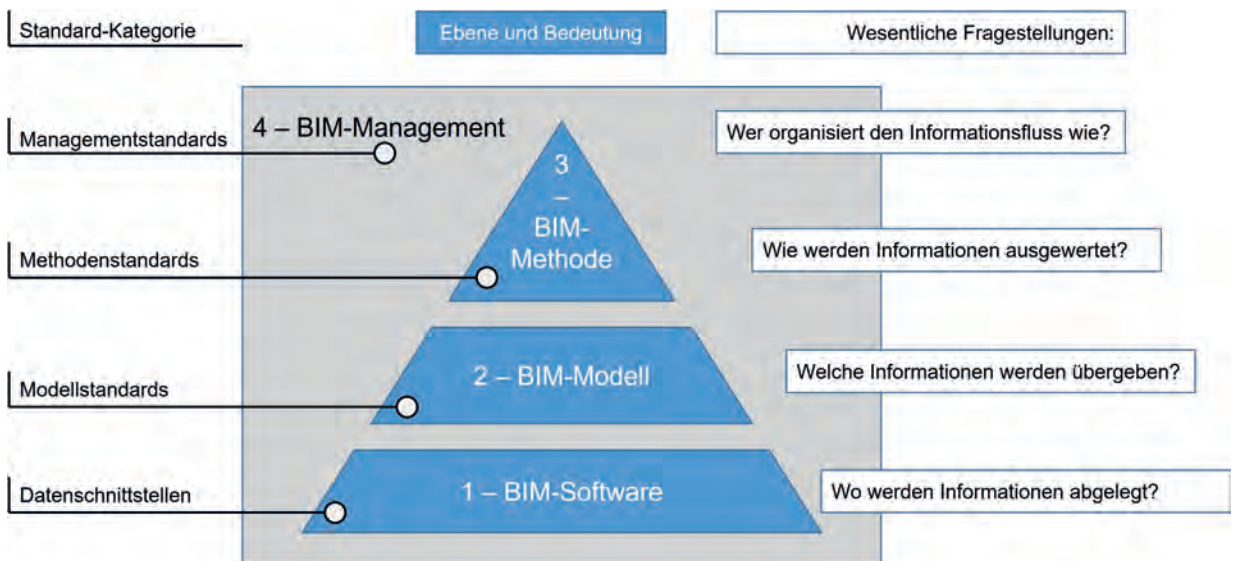 Standard-Kategorie
Ebene und Bedeutung
Wesentliche Fragestellungen:
Managementstandards
4 – BIM-Management
Wer organisiert den Informationsfluss wie?
Methodenstandards
3
–
BIM-
Methode
Wie werden Informationen ausgewertet?
Modellstandards
2 – BIM-Modell
Welche Informationen werden übergeben?
Datenschnittstellen
1 – BIM-Software
Wo werden Informationen abgelegt?